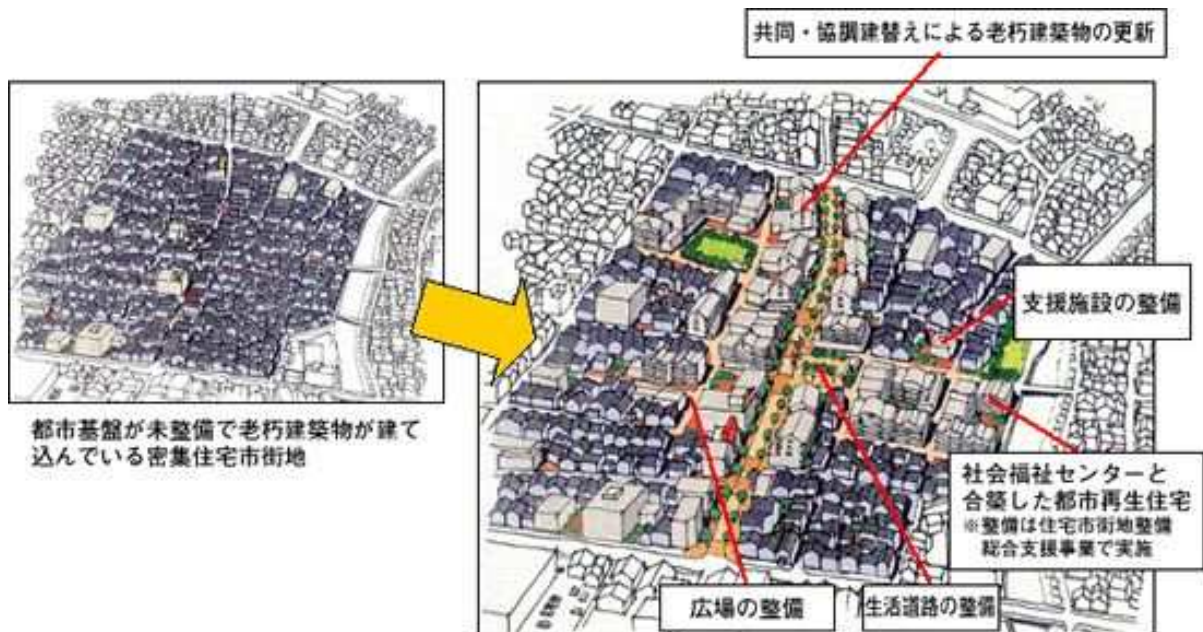 共同・協調建替えによる老朽建築物の更新
支援施設の整備
都市基盤が未整備で老朽建築物が建て
込んでいる密集住宅市街地
社会福祉センターと
合築した都市再生住宅
※整備は住宅市街地整備
総合支援事業で実施
広場の整備
生活道路の整備